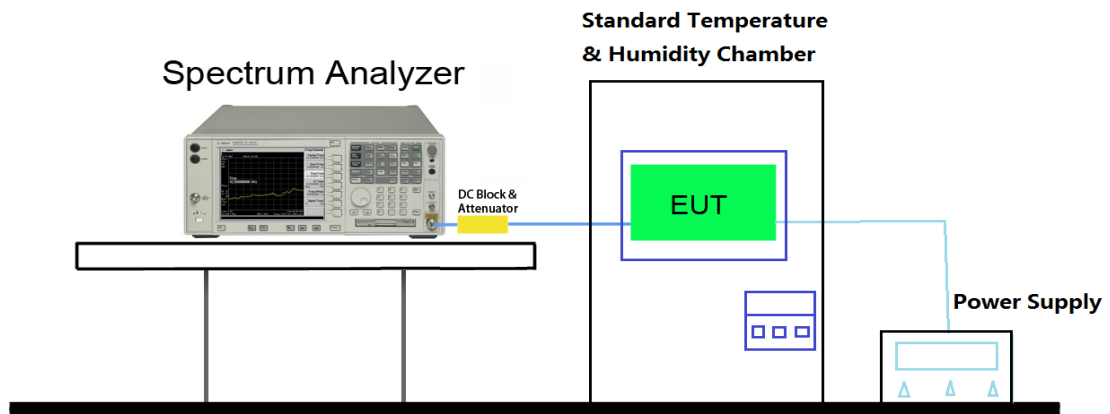 Standard Temperature
& Humidity Chamber
Spectrum Analyzer
DC Block &
Attenuator
EUT
Power Supply